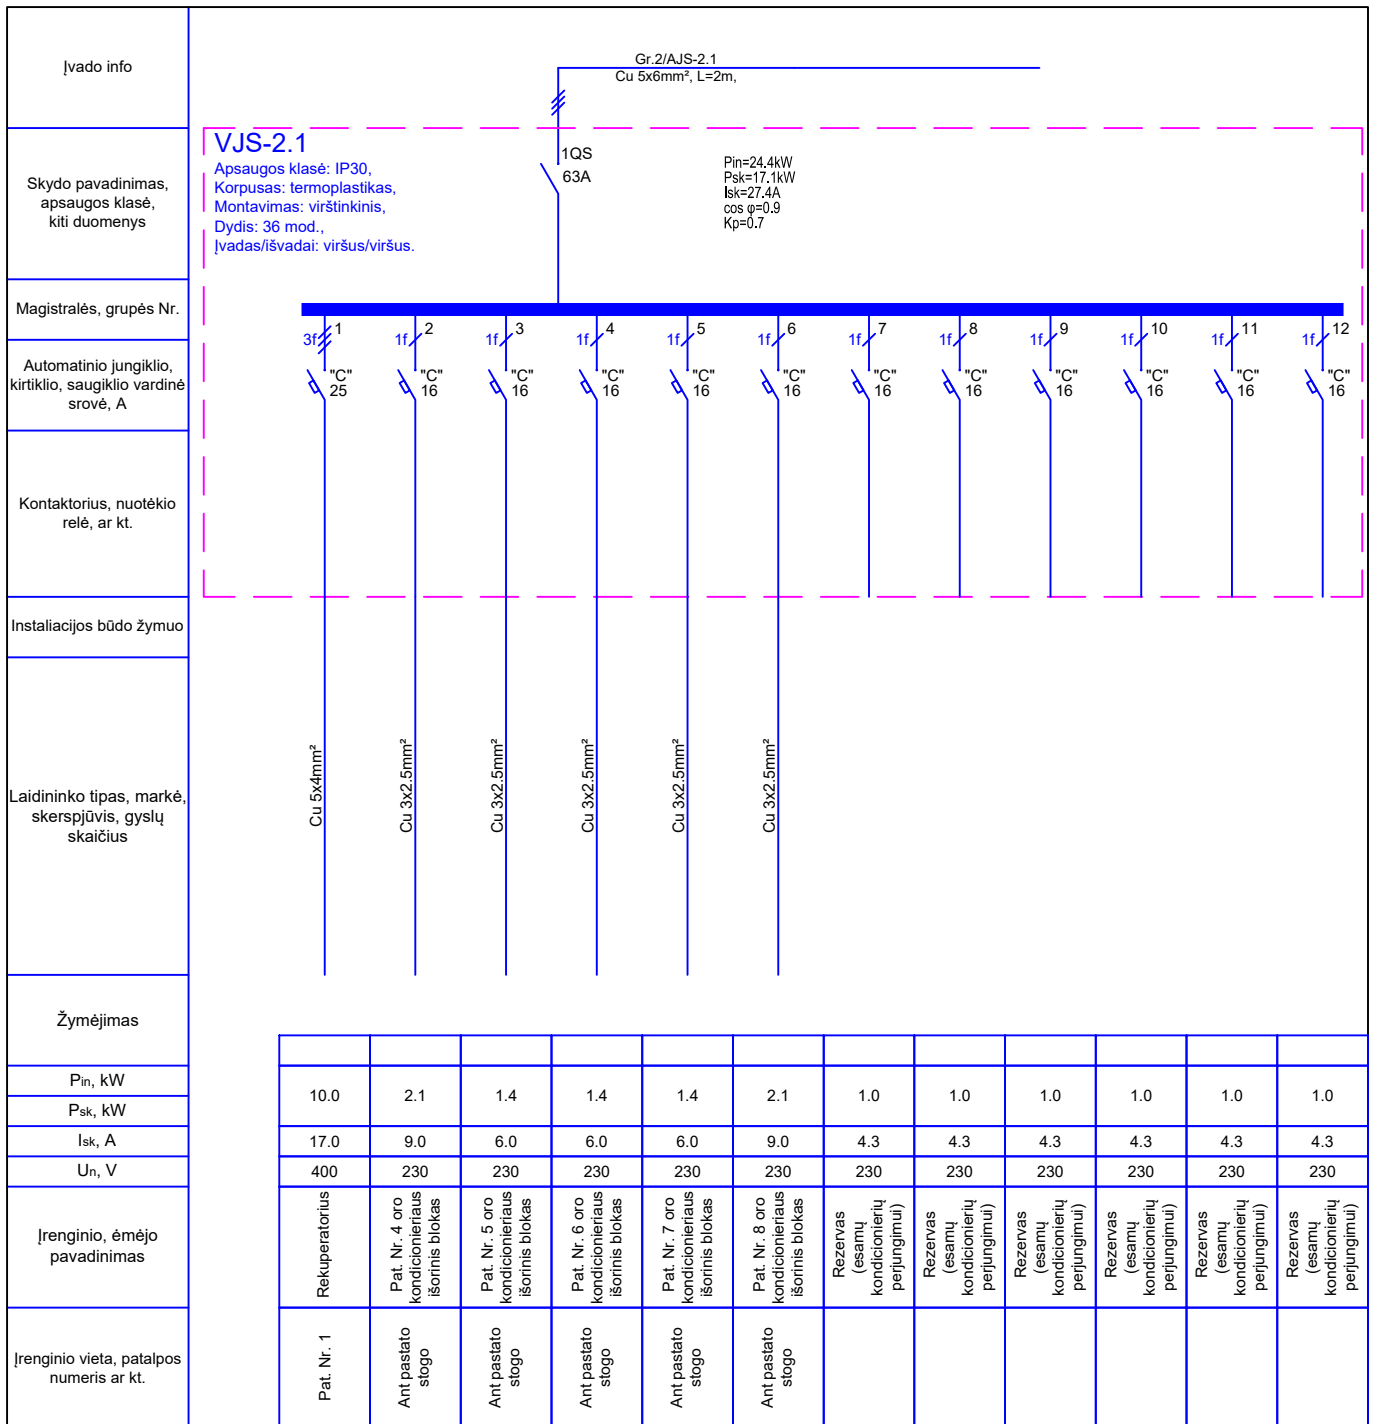 Įvado info
Gr.2/AJS-2.1
Cu 5x6mm², L=2m,
Skydo pavadinimas,
apsaugos klasė,
kiti duomenys
VJS-2.1
Apsaugos klasė: IP30,
Korpusas: termoplastikas,
Montavimas: virštinkinis,
Dydis: 36 mod.,
Įvadas/išvadai: viršus/viršus.
1QS
63A
Pin=24.4kW
Psk=17.1kW
Isk=27.4A
cos φ=0.9
Kp=0.7
Magistralės, grupės Nr.
3f 1 1f 2 1f 3 1f 4 1f 5 1f 6 1f 7 1f 8 1f 9 1f 10 1f 11 1f 12
Automatinio jungiklio,
kirtiklio, saugiklio vardinė
srovė, A
"C" "C" "C" "C" "C" "C" "C" "C" "C" "C" "C" "C"
25 16 16 16 16 16 16 16 16 16 16 16
Kontaktorius, nuotėkio
relė, ar kt.
Instaliacijos būdo žymuo
Laidininko tipas, markė,
skerspjūvis, gyslų
skaičius
Cu 5x4mm²
Cu 3x2.5mm²
Cu 3x2.5mm²
Cu 3x2.5mm²
Cu 3x2.5mm²
Cu 3x2.5mm²
Žymėjimas
Pin, kW
Psk, kW
10.0 2.1 1.4 1.4 1.4 2.1 1.0 1.0 1.0 1.0 1.0 1.0
Isk, A 17.0 9.0 6.0 6.0 6.0 9.0 4.3 4.3 4.3 4.3 4.3 4.3
Un, V 400 230 230 230 230 230 230 230 230 230 230 230
Įrenginio, ėmėjo
pavadinimas
Rekuperatorius
Pat. Nr. 4 oro
kondicionieriaus
išorinis blokas
Pat. Nr. 5 oro
kondicionieriaus
išorinis blokas
Pat. Nr. 6 oro
kondicionieriaus
išorinis blokas
Pat. Nr. 7 oro
kondicionieriaus
išorinis blokas
Pat. Nr. 8 oro
kondicionieriaus
išorinis blokas
Rezervas
(esamų
kondicionierių
perjungimui)
Rezervas
(esamų
kondicionierių
perjungimui)
Rezervas
(esamų
kondicionierių
perjungimui)
Rezervas
(esamų
kondicionierių
perjungimui)
Rezervas
(esamų
kondicionierių
perjungimui)
Rezervas
(esamų
kondicionierių
perjungimui)
Įrenginio vieta, patalpos
numeris ar kt.
Pat. Nr. 1
Ant pastato
stogo
Ant pastato
stogo
Ant pastato
stogo
Ant pastato
stogo
Ant pastato
stogo